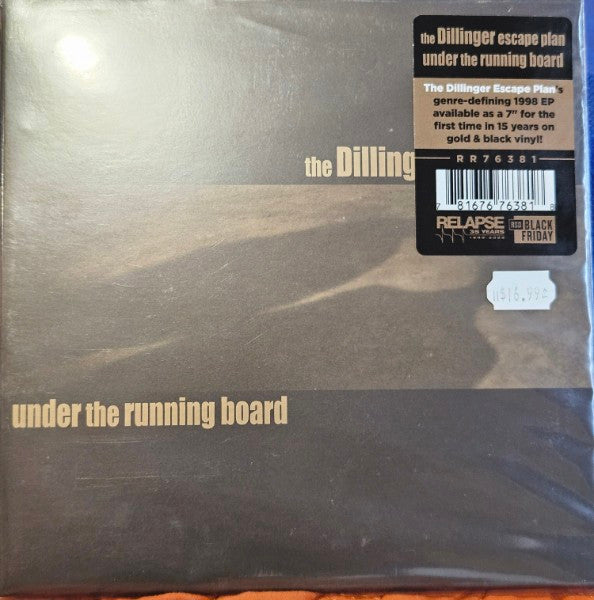 the Dillinger escape plan
under the running board
The Dillinger Escape Plan's
genre-defining 1998 EP
available as a 7" for the
first time in 15 years on
gold & black vinyl!
RR76381
7 81676 76381 8
RELAPSE
35 YEARS
RSD BLACK
FRIDAY
the Dilling
$16.99
under the running board